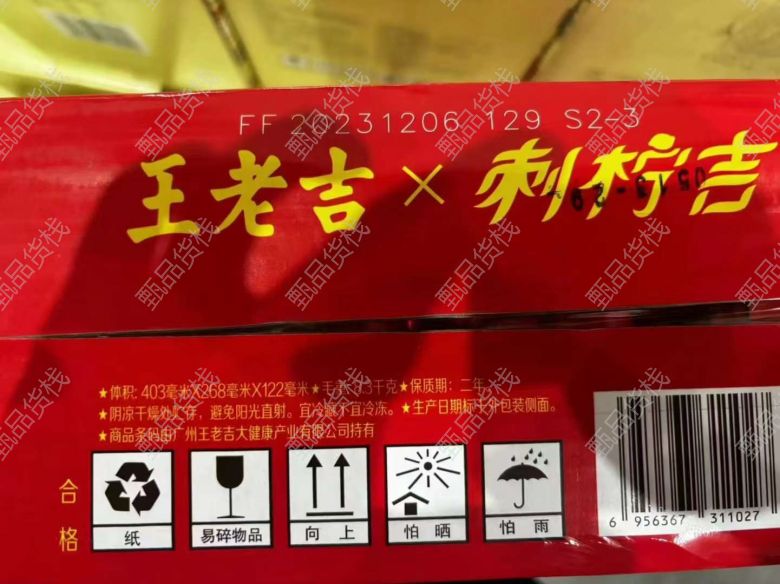 FF 20231206 129 S2-3
王老吉×刺柠吉
★体积:403毫米X268毫米X122毫米★毛重 千克★保质期:二年
★阴凉干燥处贮存,避免阳光直射。宜冷藏不宜冷冻。★生产日期标于外包装侧面。
★商品条码由广州王老吉大健康产业有限公司持有
合格
纸
易碎物品
向上
怕晒
怕雨
6 956367 311027
甄品货栈